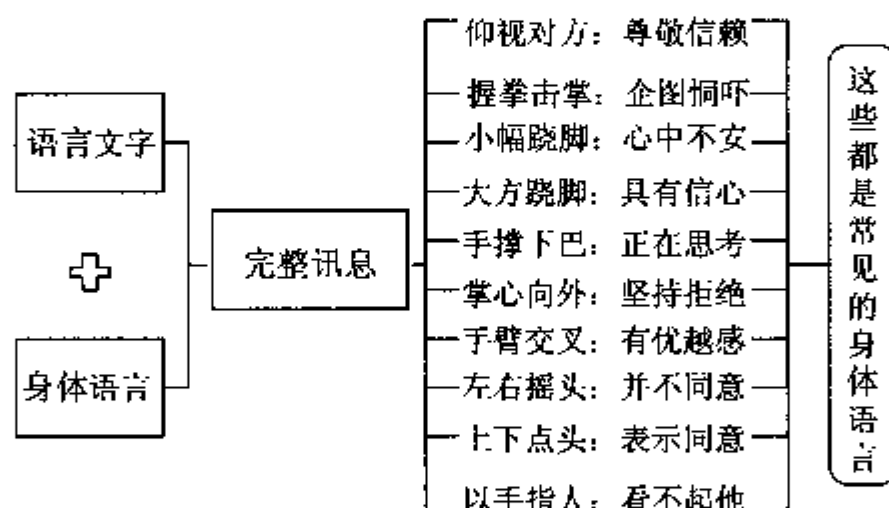 语言文字
身体语言
完整讯息
仰视对方：尊敬信赖
握拳击掌：企图恫吓
小幅跷脚：心中不安
大方跷脚：具有信心
手撑下巴：正在思考
掌心向外：坚持拒绝
手臂交叉：有优越感
左右摇头：并不同意
上下点头：表示同意
以手指人：看不起他
这些都是常见的身体语言